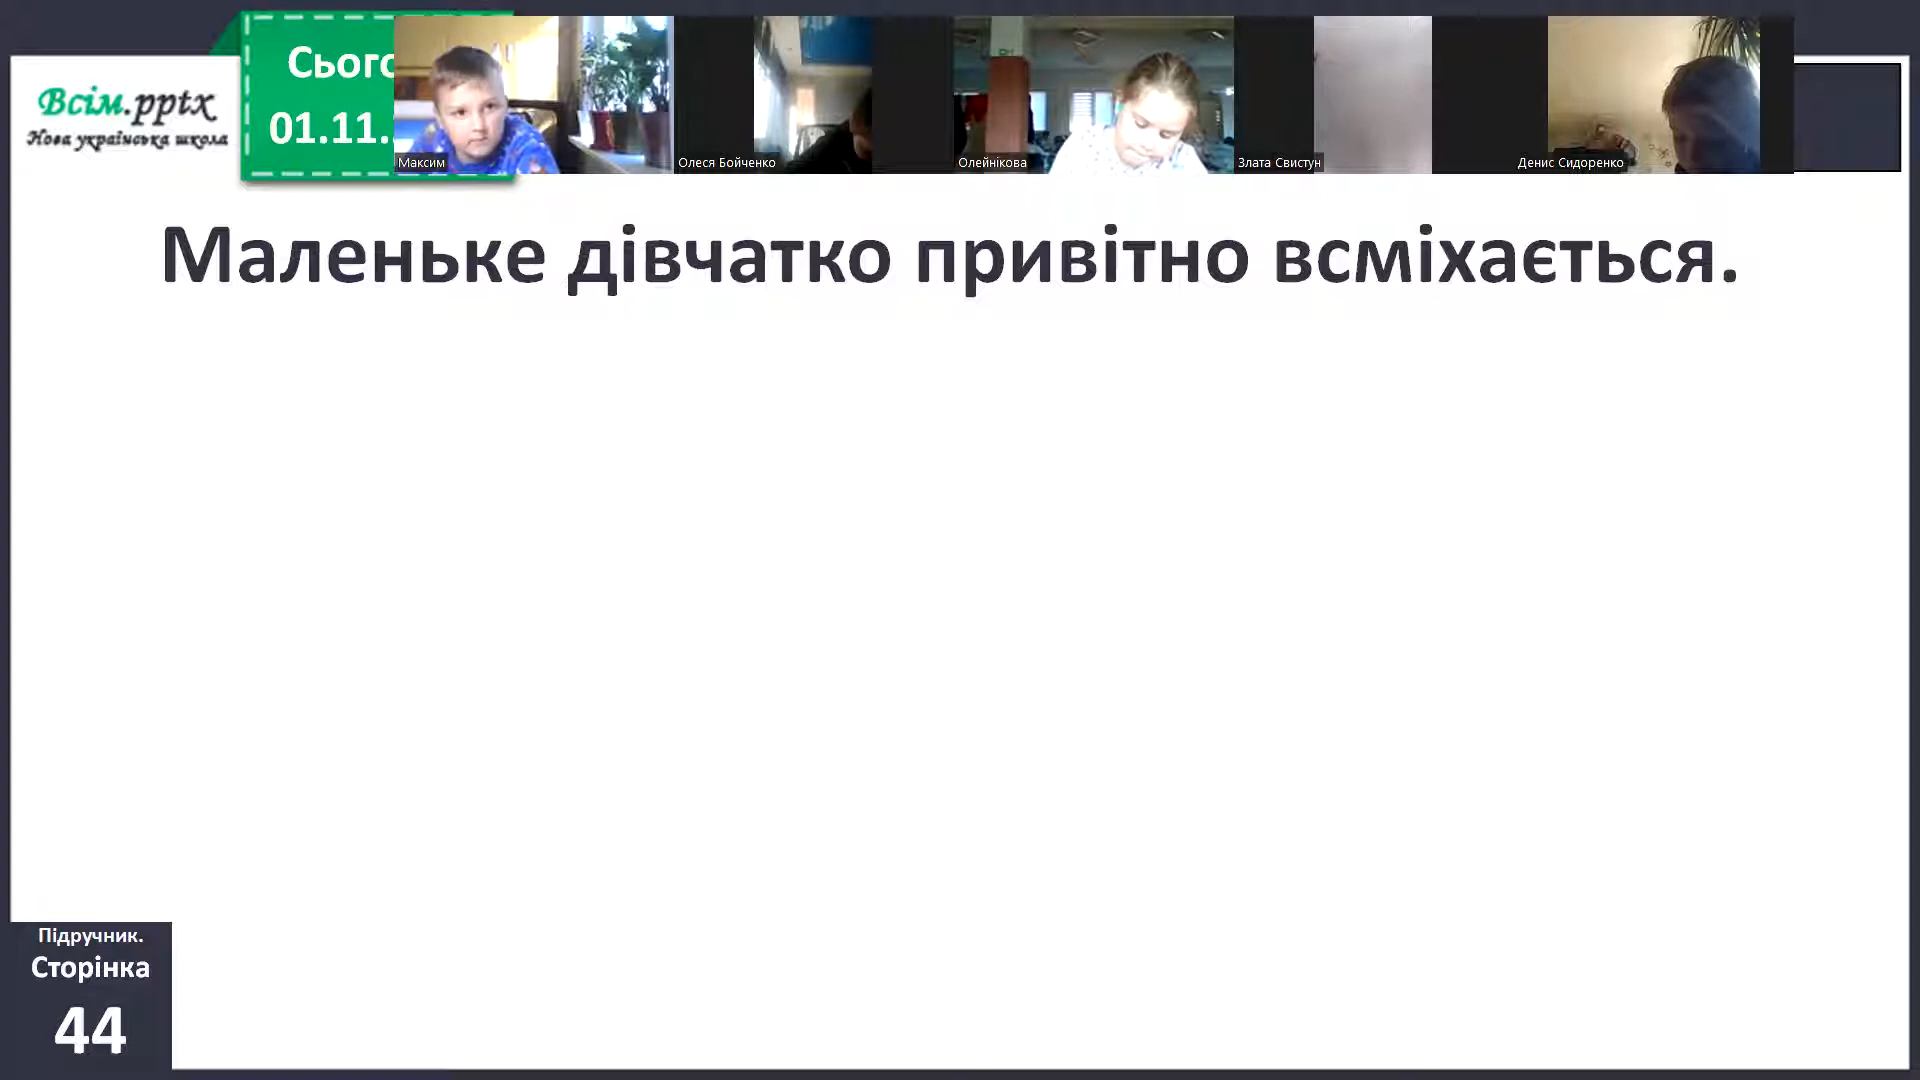 Сього
01.11.
Всім.pptx
Нова українська школа
Максим
Олеся Бойченко
Олейнікова
Злата Свистун
Денис Сидоренко
Маленьке дівчатко привітно всміхається.
Підручник.
Сторінка
44